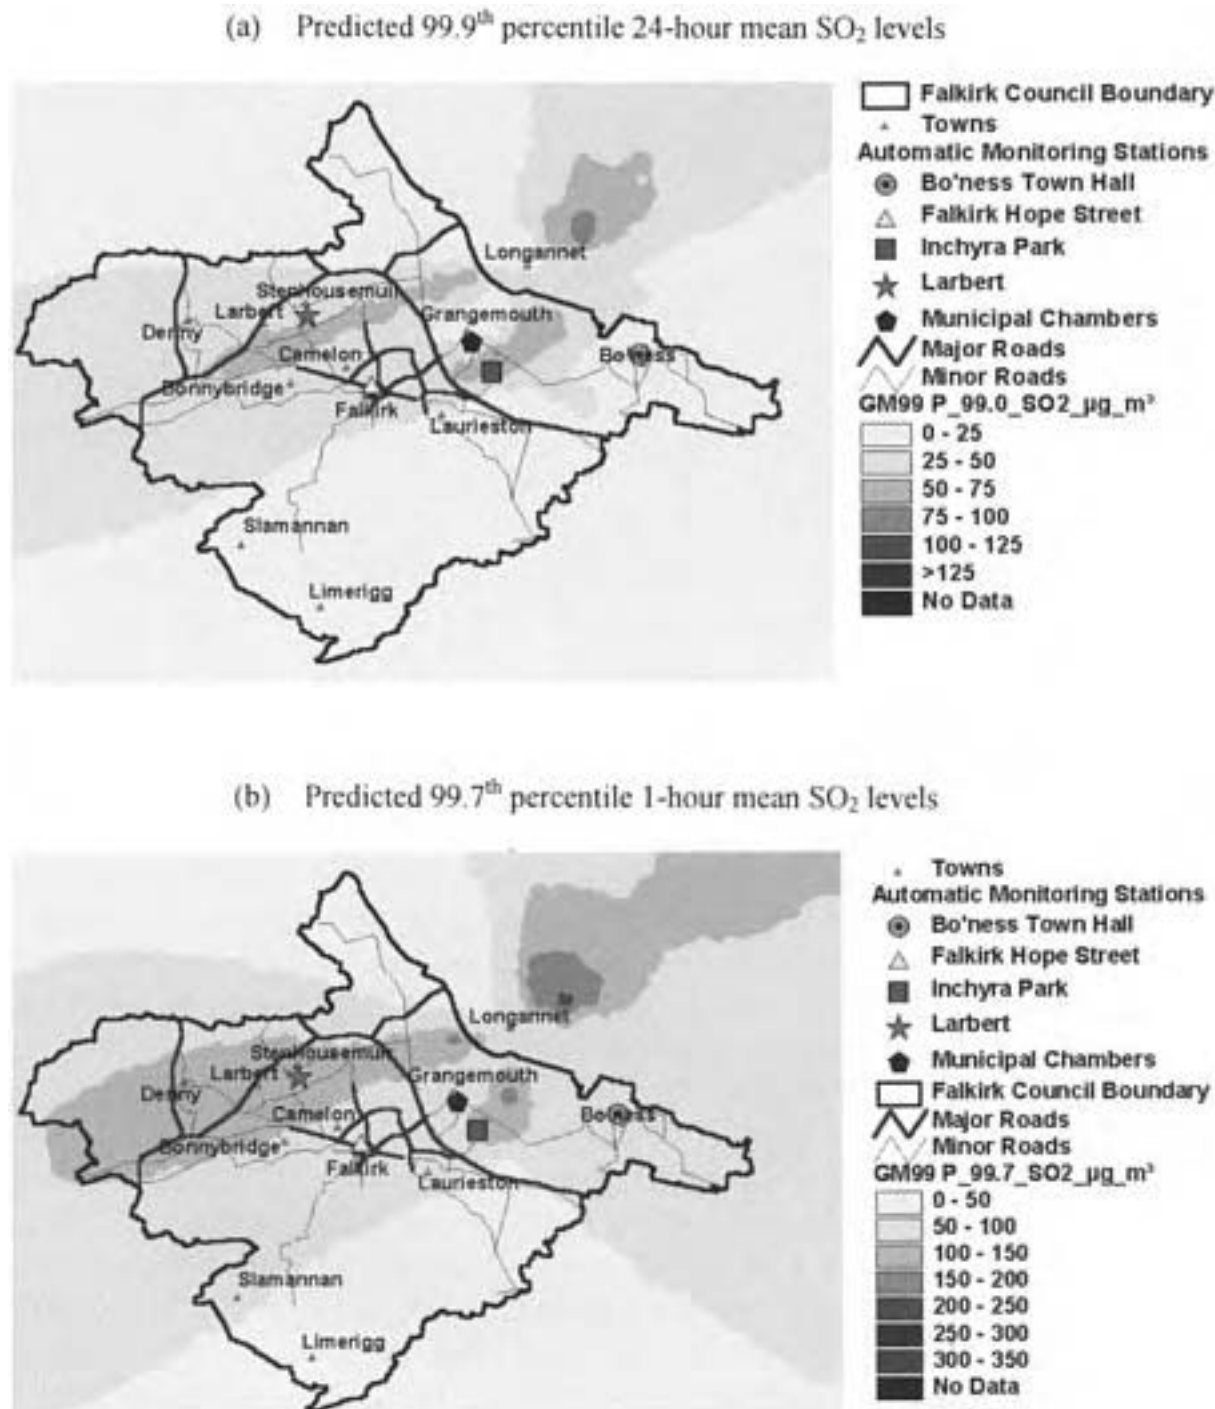 (a) Predicted 99.9th percentile 24-hour mean SO2 levels
Falkirk Council Boundary
Towns
Automatic Monitoring Stations
Bo'ness Town Hall
Falkirk Hope Street
Inchyra Park
Larbert
Municipal Chambers
Major Roads
Minor Roads
GM99 P_99.0_SO2_µg_m³
0 - 25
25 - 50
50 - 75
75 - 100
100 - 125
>125
No Data
Longannet
Stenhousemuir
Larbert
Grangemouth
Denny
Camelon
Bo'ness
Bonnybridge
Falkirk
Laurieston
Slamannan
Limerigg
(b) Predicted 99.7th percentile 1-hour mean SO2 levels
Towns
Automatic Monitoring Stations
Bo'ness Town Hall
Falkirk Hope Street
Inchyra Park
Larbert
Municipal Chambers
Falkirk Council Boundary
Major Roads
Minor Roads
GM99 P_99.7_SO2_µg_m³
0 - 50
50 - 100
100 - 150
150 - 200
200 - 250
250 - 300
300 - 350
No Data
Longannet
Stenhousemuir
Larbert
Grangemouth
Denny
Camelon
Bo'ness
Bonnybridge
Falkirk
Laurieston
Slamannan
Limerigg